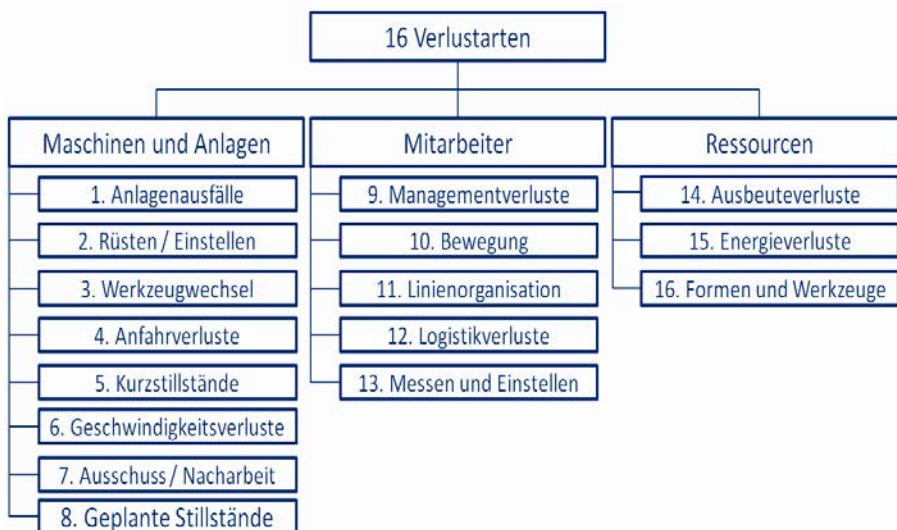 16 Verlustarten
Maschinen und Anlagen
1. Anlagenausfälle
2. Rüsten / Einstellen
3. Werkzeugwechsel
4. Anfahrverluste
5. Kurzstillstände
6. Geschwindigkeitsverluste
7. Ausschuss / Nacharbeit
8. Geplante Stillstände
Mitarbeiter
9. Managementverluste
10. Bewegung
11. Linienorganisation
12. Logistikverluste
13. Messen und Einstellen
Ressourcen
14. Ausbeuteverluste
15. Energieverluste
16. Formen und Werkzeuge